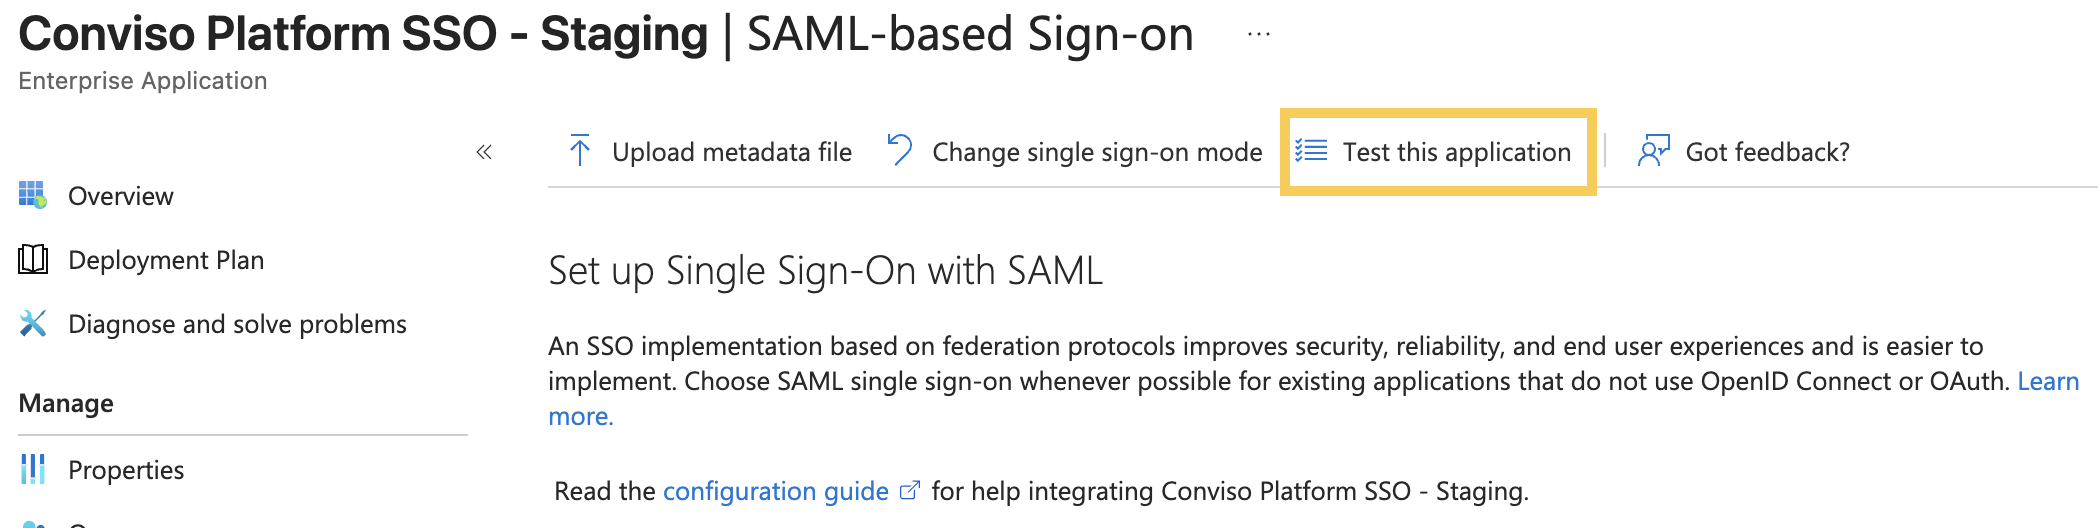 Conviso Platform SSO - Staging | SAML-based Sign-on ...
Enterprise Application
«
Upload metadata file
Change single sign-on mode
Test this application
Got feedback?
Overview
Deployment Plan
Diagnose and solve problems
Manage
Properties
Set up Single Sign-On with SAML
An SSO implementation based on federation protocols improves security, reliability, and end user experiences and is easier to
implement. Choose SAML single sign-on whenever possible for existing applications that do not use OpenID Connect or OAuth. Learn
more.
Read the configuration guide for help integrating Conviso Platform SSO - Staging.